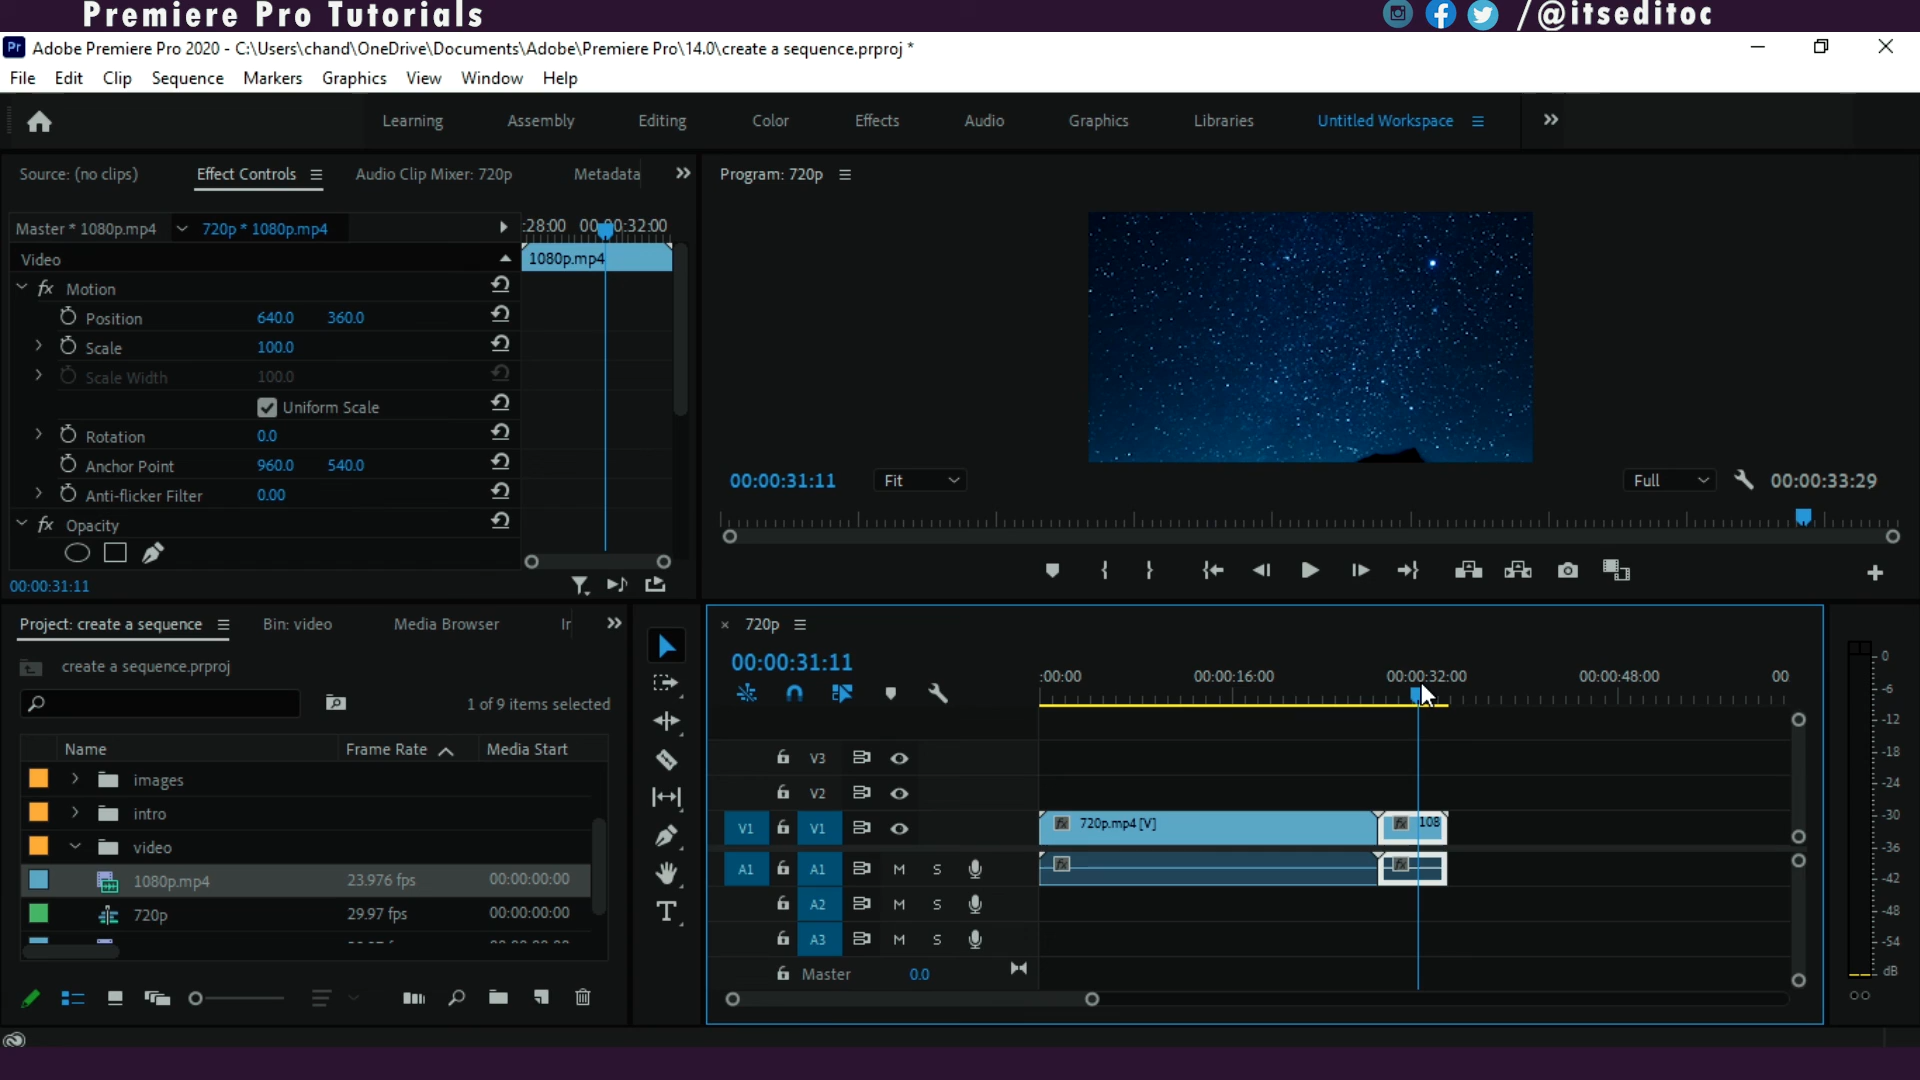 Premiere Pro Tutorials
/@itseditoc
Pr Adobe Premiere Pro 2020 - C:\Users\chand\OneDrive\Documents\Adobe\Premiere Pro\14.0\create a sequence.prproj *
File Edit Clip Sequence Markers Graphics View Window Help
Learning Assembly Editing Color Effects Audio Graphics Libraries Untitled Workspace
Source: (no clips) Effect Controls Audio Clip Mixer: 720p Metadata
Program: 720p
Master * 1080p.mp4 720p * 1080p.mp4
:28:00 00:00:32:00
Video
1080p.mp4
fx Motion
Position 640.0 360.0
Scale 100.0
Scale Width 100.0
Uniform Scale
Rotation 0.0
Anchor Point 960.0 540.0
Anti-flicker Filter 0.00
fx Opacity
00:00:31:11
00:00:31:11 Fit Full 00:00:33:29
Project: create a sequence Bin: video Media Browser
create a sequence.prproj
1 of 9 items selected
Name Frame Rate Media Start
images
intro
video
1080p.mp4 23.976 fps 00:00:00:00
720p 29.97 fps 00:00:00:00
720p
00:00:31:11
:00:00 00:00:16:00 00:00:32:00 00:00:48:00 00
V3
V2
V1 V1 fx 720p.mp4 [V] fx 108
A1 A1 M S fx fx
A2 M S
A3 M S
Master 0.0
T
0
-6
-12
-18
-24
-30
-36
-42
-48
-54
dB